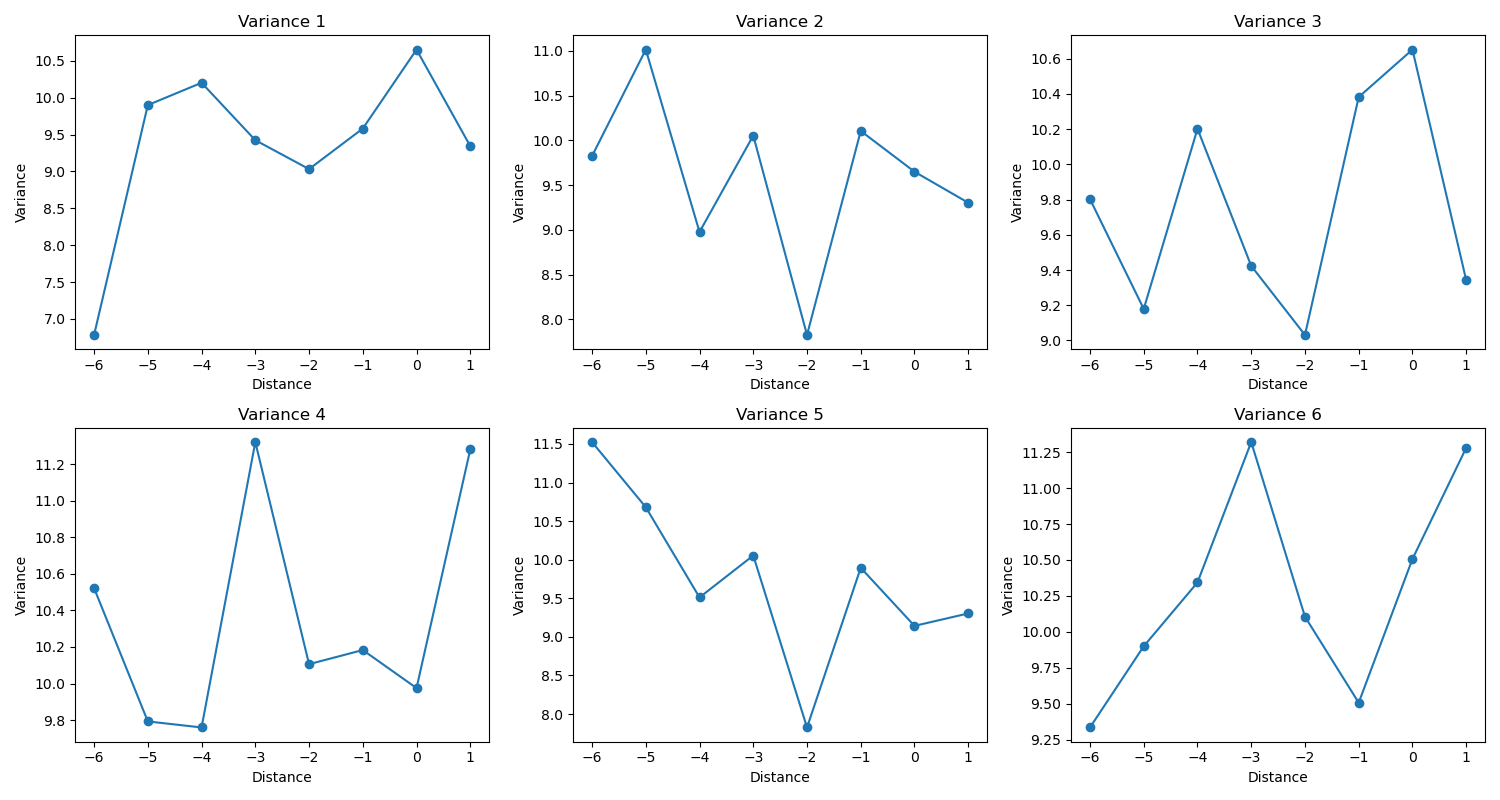 Variance 1
Variance
10.5
10.0
9.5
9.0
8.5
8.0
7.5
7.0
−6 −5 −4 −3 −2 −1 0 1
Distance
Variance 2
Variance
11.0
10.5
10.0
9.5
9.0
8.5
8.0
−6 −5 −4 −3 −2 −1 0 1
Distance
Variance 3
Variance
10.6
10.4
10.2
10.0
9.8
9.6
9.4
9.2
9.0
−6 −5 −4 −3 −2 −1 0 1
Distance
Variance 4
Variance
11.2
11.0
10.8
10.6
10.4
10.2
10.0
9.8
−6 −5 −4 −3 −2 −1 0 1
Distance
Variance 5
Variance
11.5
11.0
10.5
10.0
9.5
9.0
8.5
8.0
−6 −5 −4 −3 −2 −1 0 1
Distance
Variance 6
Variance
11.25
11.00
10.75
10.50
10.25
10.00
9.75
9.50
9.25
−6 −5 −4 −3 −2 −1 0 1
Distance